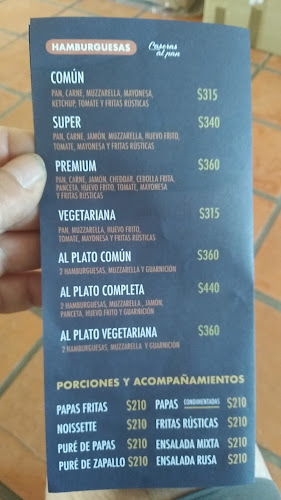 HAMBURGUESAS Caseras al pan
COMÚN
PAN, CARNE, MUZZARELLA, MAYONESA, $315
KETCHUP, TOMATE Y FRITAS RÚSTICAS
SUPER $340
PAN, CARNE, JAMÓN, MUZZARELLA, HUEVO FRITO,
TOMATE, MAYONESA Y FRITAS RÚSTICAS
PREMIUM $360
PAN, CARNE, JAMÓN, CHEDDAR, CEBOLLA FRITA,
PANCETA, HUEVO FRITO, TOMATE, MAYONESA
Y FRITAS RÚSTICAS
VEGETARIANA $315
PAN, MUZZARELLA, HUEVO FRITO,
TOMATE, MAYONESA Y FRITAS RÚSTICAS
AL PLATO COMÚN $360
2 HAMBURGUESAS, MUZZARELLA Y GUARNICIÓN
AL PLATO COMPLETA $440
2 HAMBURGUESAS, MUZZARELLA, JAMÓN,
PANCETA, HUEVO FRITO Y GUARNICIÓN
AL PLATO VEGETARIANA $360
2 HAMBURGUESAS, MUZZARELLA Y GUARNICIÓN
PORCIONES Y ACOMPAÑAMIENTOS
PAPAS FRITAS $210 PAPAS CONDIMENTADAS $210
NOISSETTE $210 FRITAS RÚSTICAS $210
PURÉ DE PAPAS $210 ENSALADA MIXTA $210
PURÉ DE ZAPALLO $210 ENSALADA RUSA $210